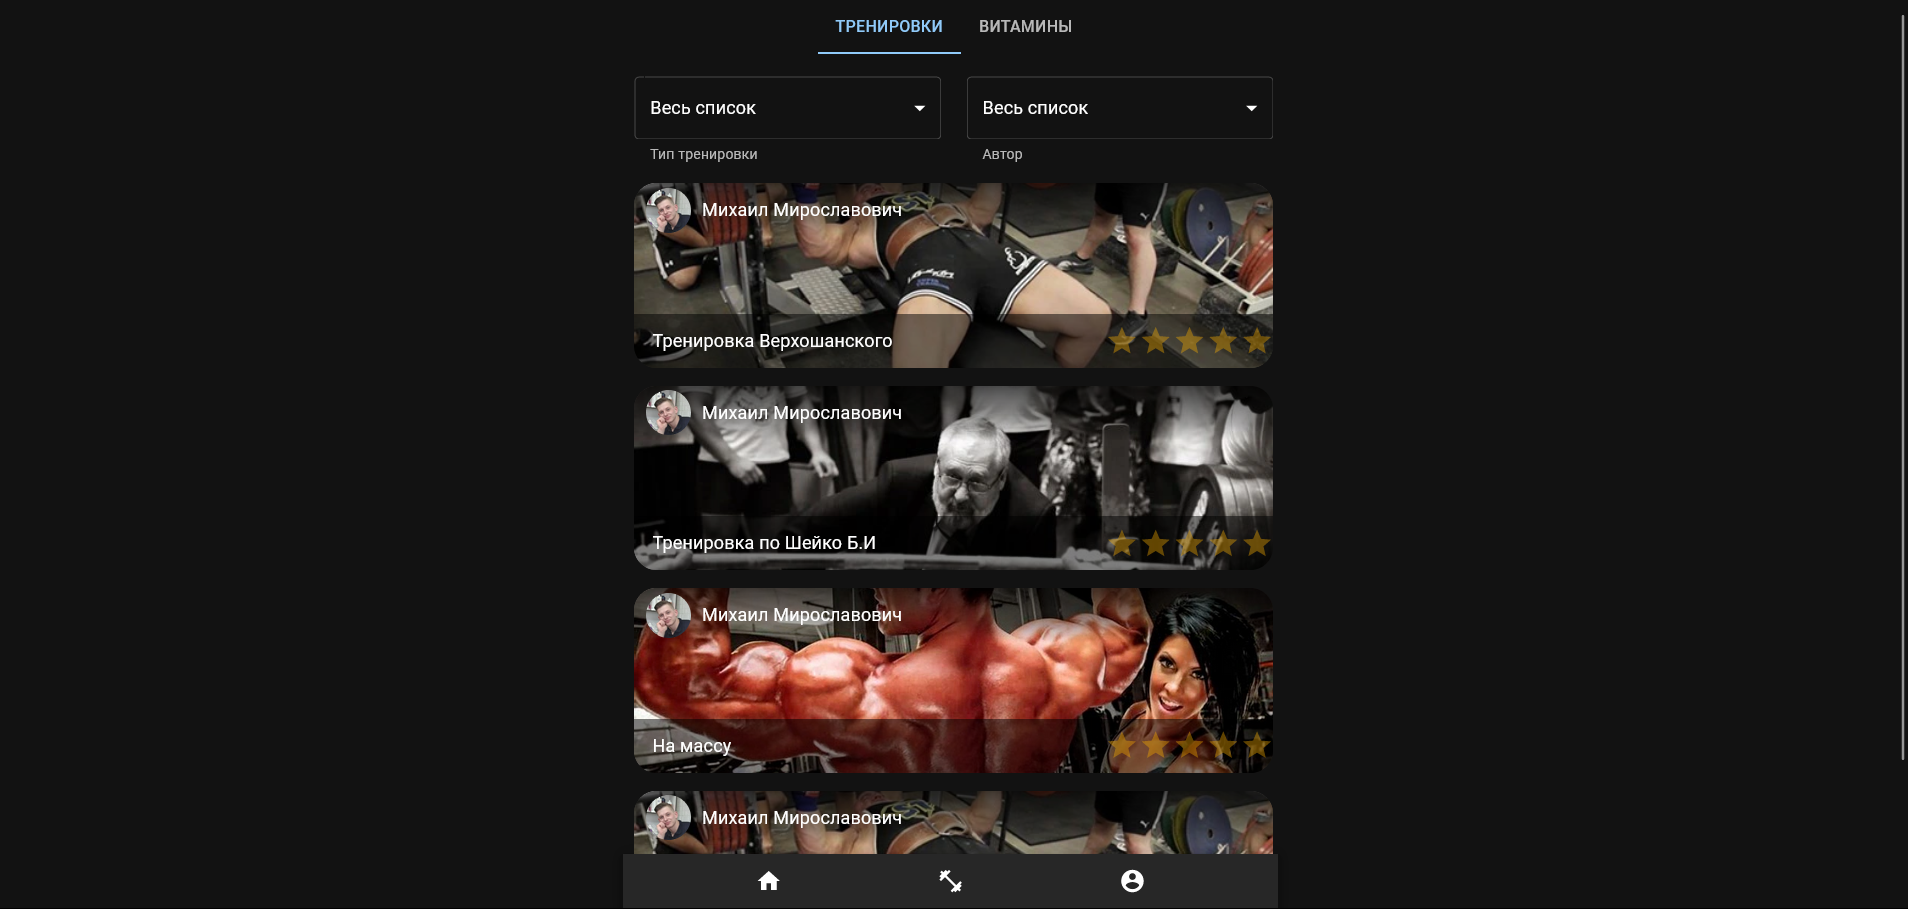 ТРЕНИРОВКИ ВИТАМИНЫ
Весь список Весь список
Тип тренировки Автор
Михаил Мирославович
Тренировка Верхошанского
Михаил Мирославович
Тренировка по Шейко Б.И
Михаил Мирославович
На массу
Михаил Мирославович